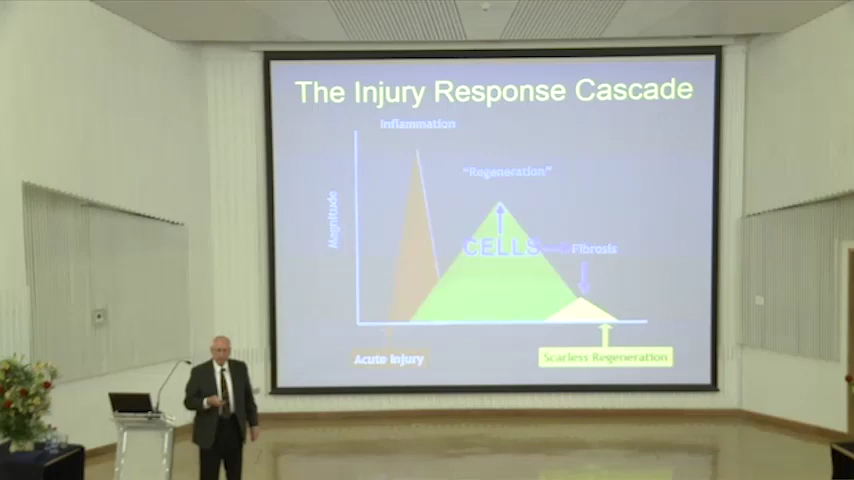 The Injury Response Cascade
Inflammation
"Regeneration"
Magnitude
CELLS
Fibrosis
Acute Injury
Scarless Regeneration